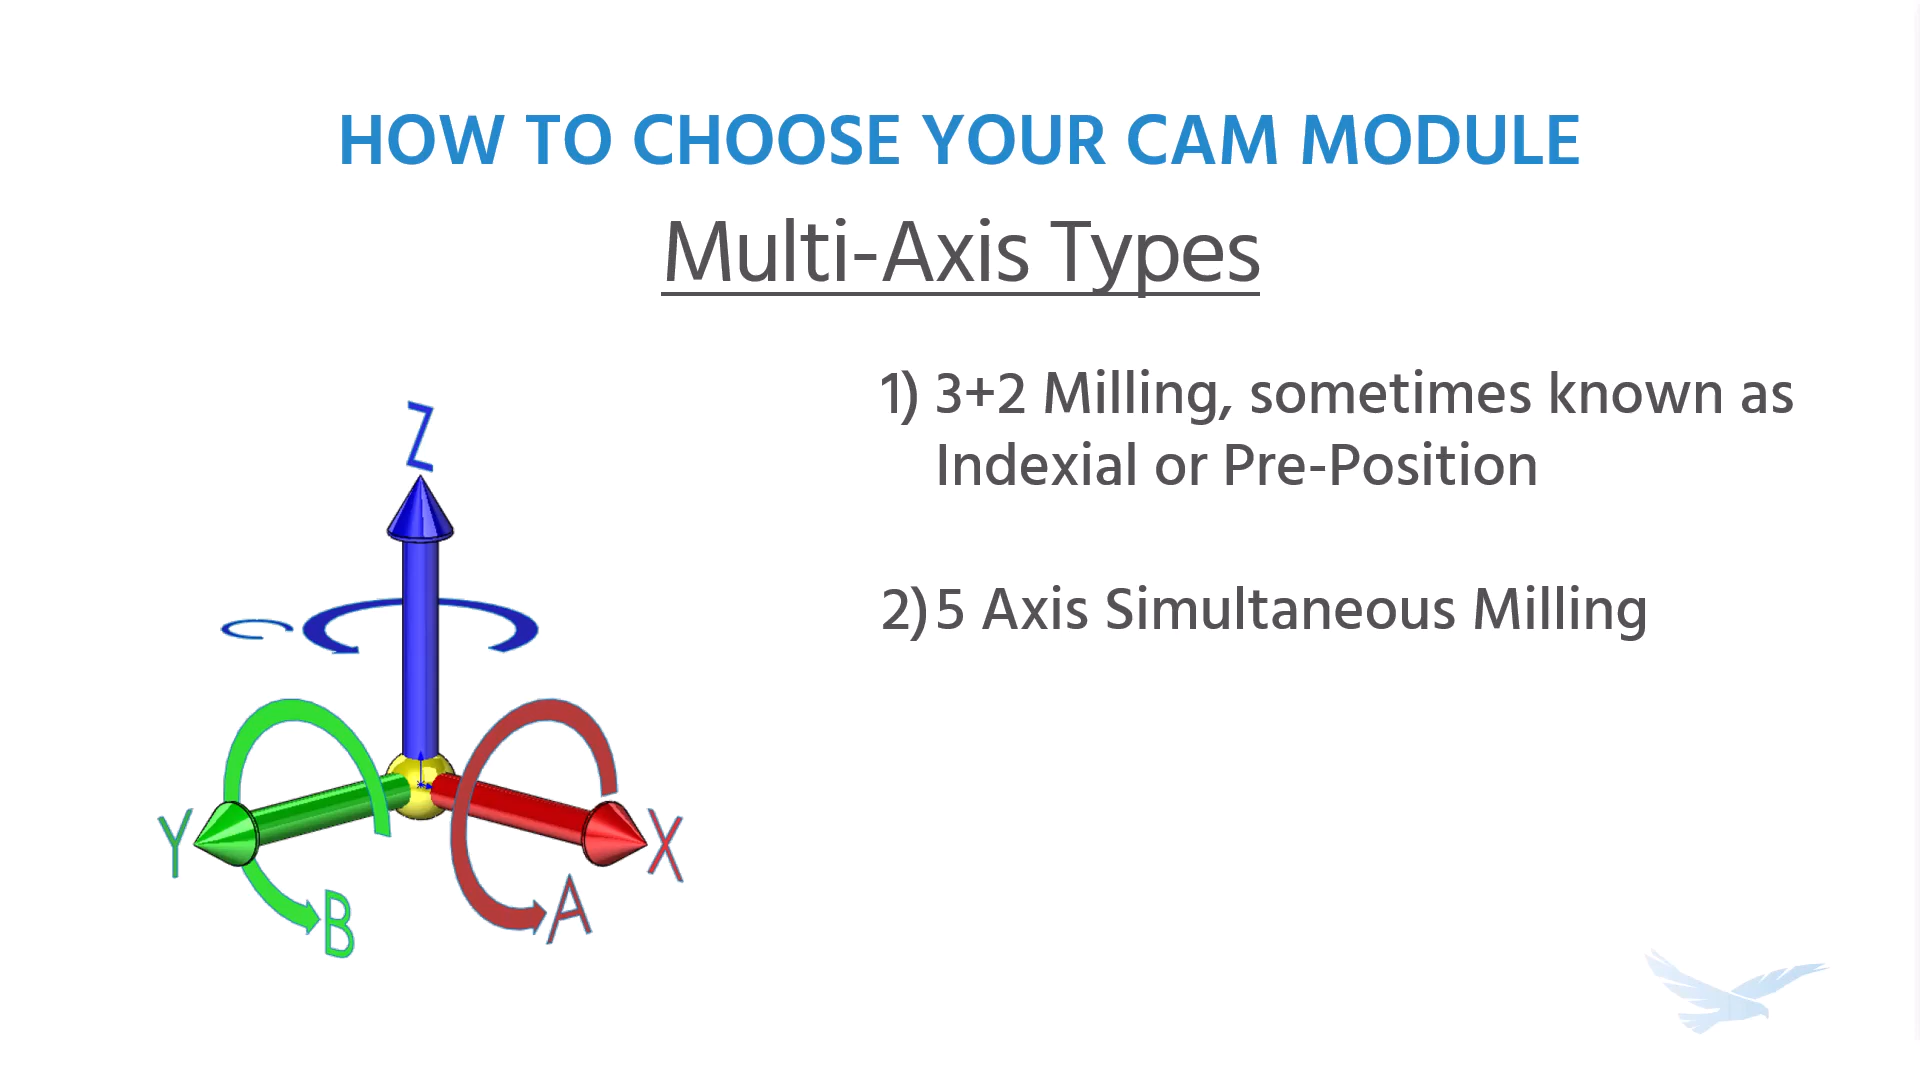 HOW TO CHOOSE YOUR CAM MODULE
Multi-Axis Types
1) 3+2 Milling, sometimes known as
Indexial or Pre-Position
2) 5 Axis Simultaneous Milling
Z
C
Y
X
B
A